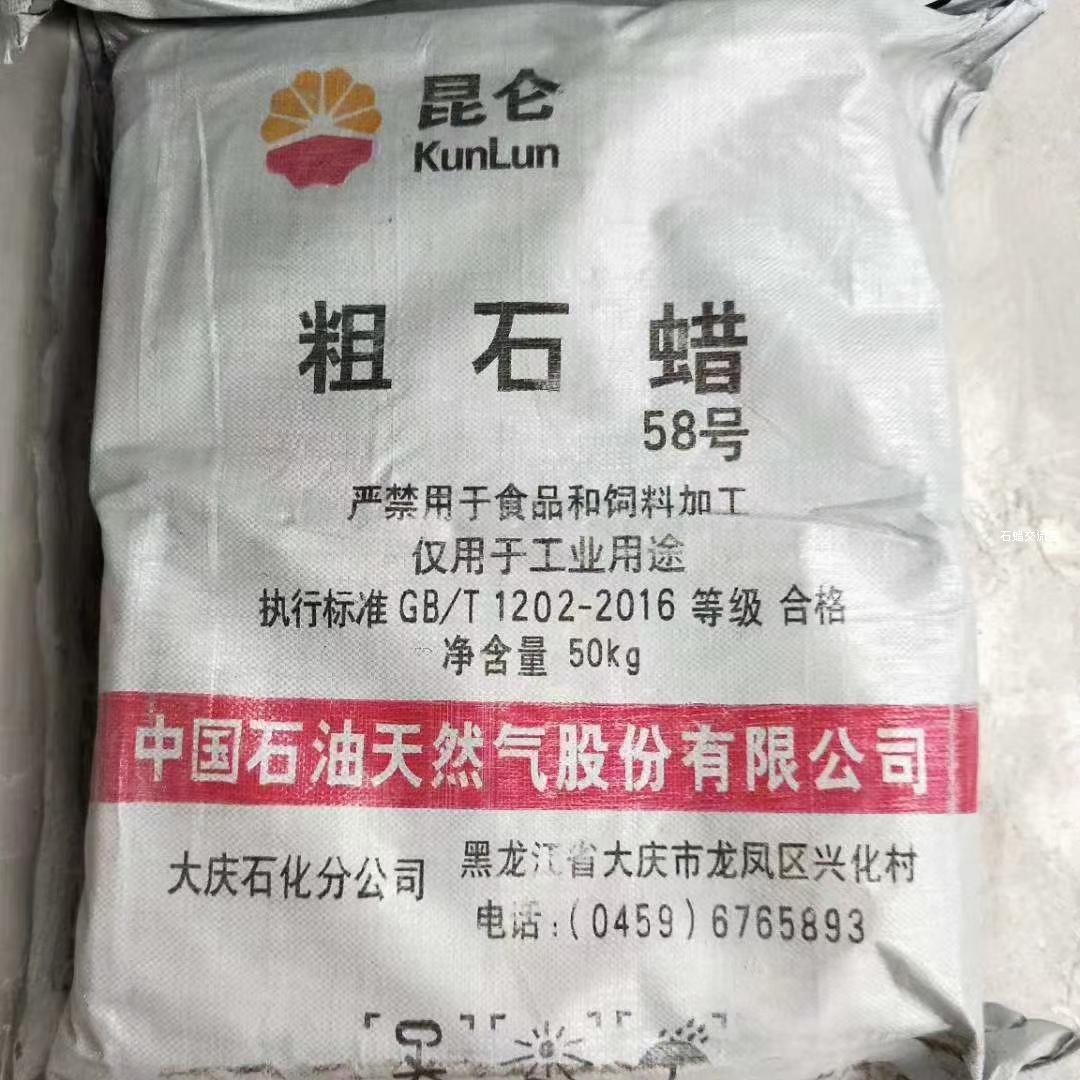 昆仑
KunLun
粗石蜡
58号
严禁用于食品和饲料加工
仅用于工业用途
执行标准 GB/T 1202-2016 等级 合格
净含量 50kg
中国石油天然气股份有限公司
大庆石化分公司
黑龙江省大庆市龙凤区兴化村
电话:(0459)6765893